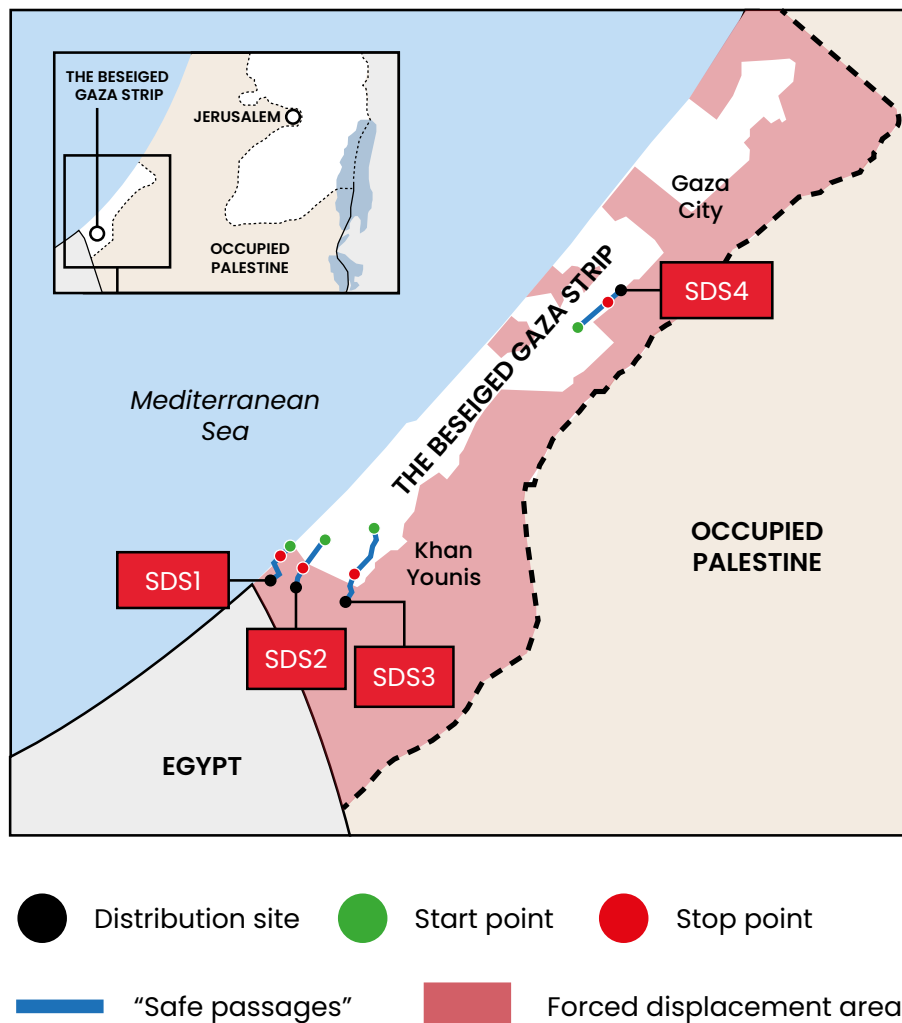 THE BESEIGED
GAZA STRIP
JERUSALEM
OCCUPIED
PALESTINE
Gaza
City
SDS4
THE BESEIGED GAZA STRIP
Mediterranean
Sea
OCCUPIED
PALESTINE
Khan
Younis
SDS1
SDS2
SDS3
EGYPT
Distribution site
Start point
Stop point
“Safe passages”
Forced displacement area